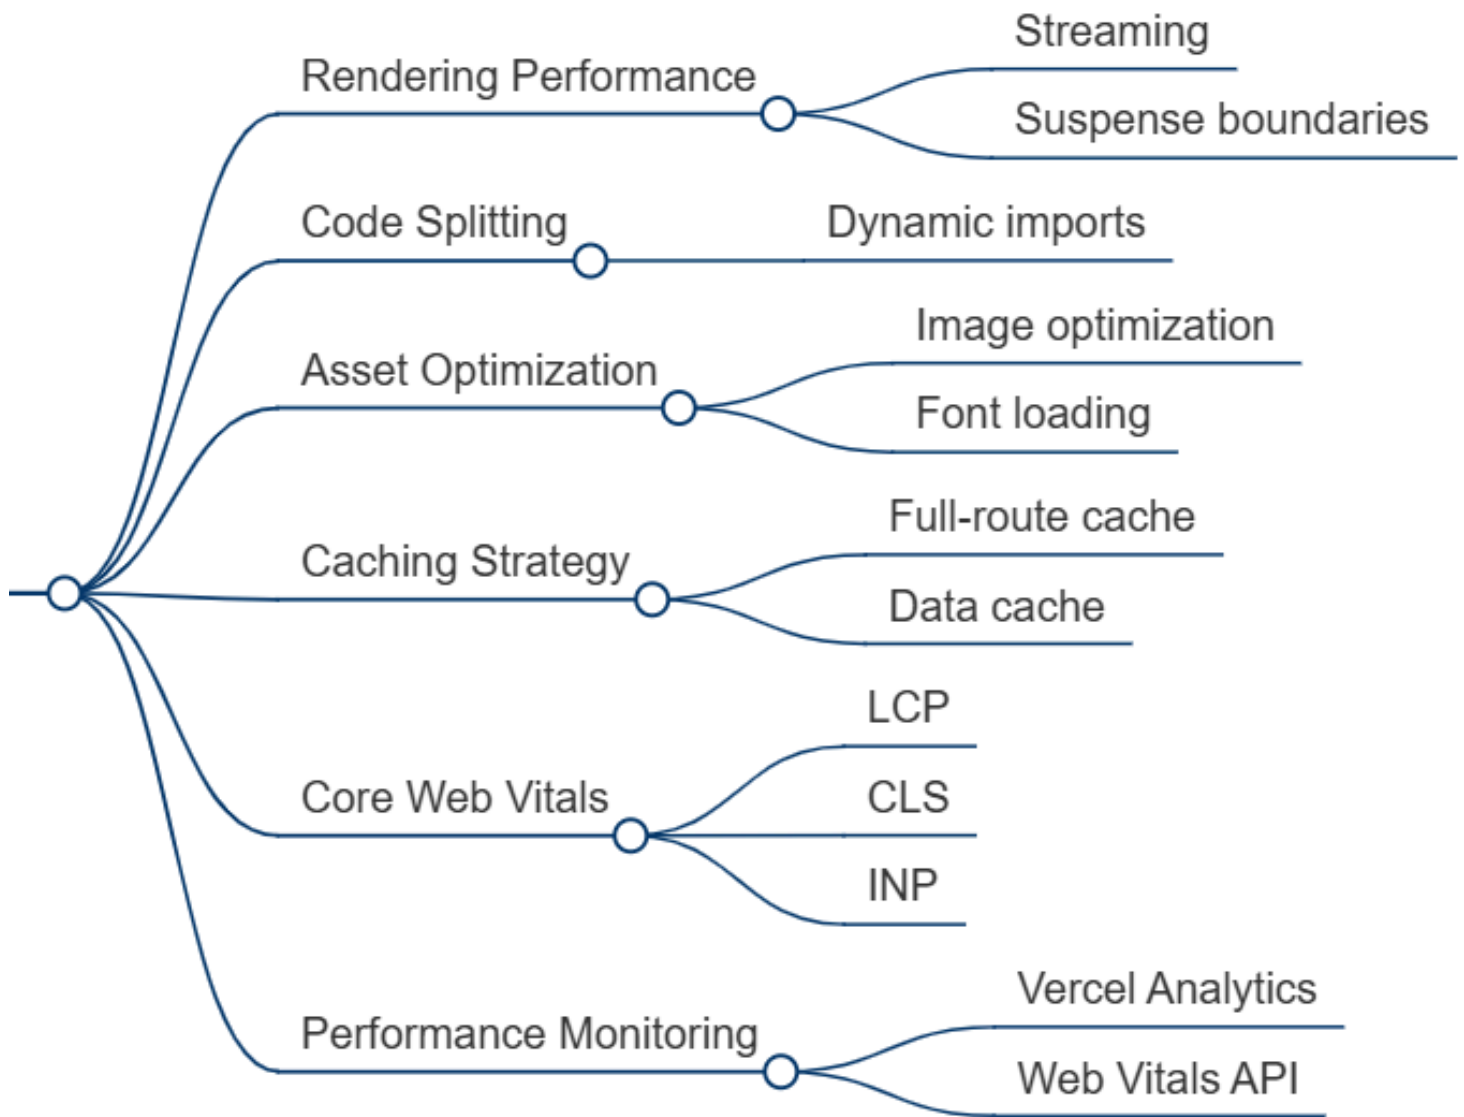 Rendering Performance
Streaming
Suspense boundaries
Code Splitting
Dynamic imports
Asset Optimization
Image optimization
Font loading
Caching Strategy
Full-route cache
Data cache
Core Web Vitals
LCP
CLS
INP
Performance Monitoring
Vercel Analytics
Web Vitals API